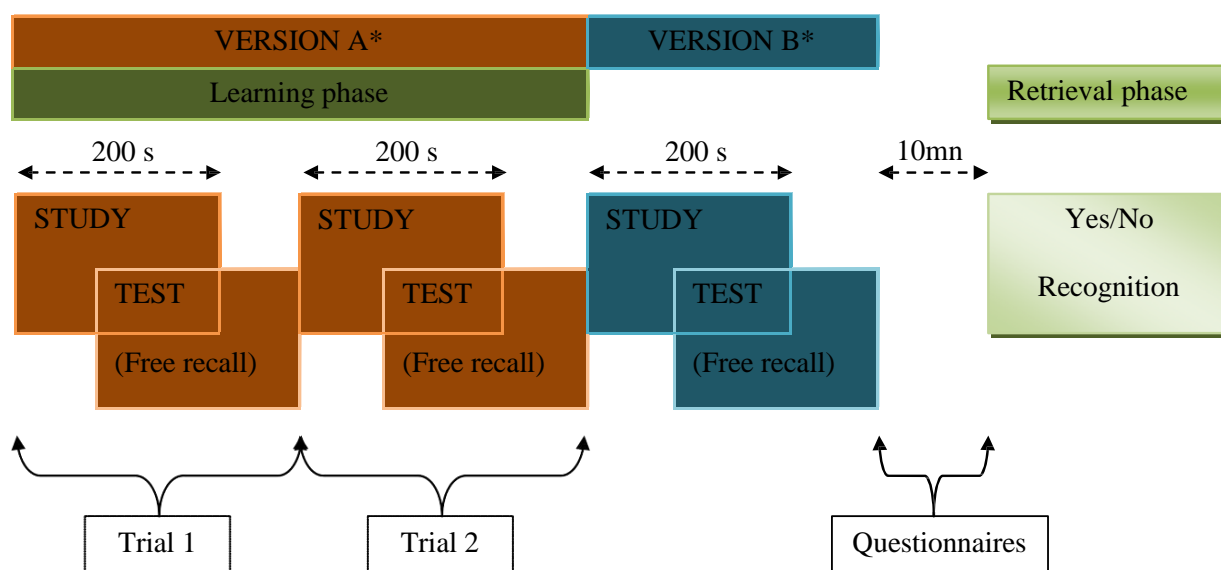 VERSION A*
VERSION B*
Learning phase
Retrieval phase
200 s
200 s
200 s
10mn
STUDY
STUDY
STUDY
Yes/No
TEST
TEST
TEST
Recognition
(Free recall)
(Free recall)
(Free recall)
Trial 1
Trial 2
Questionnaires